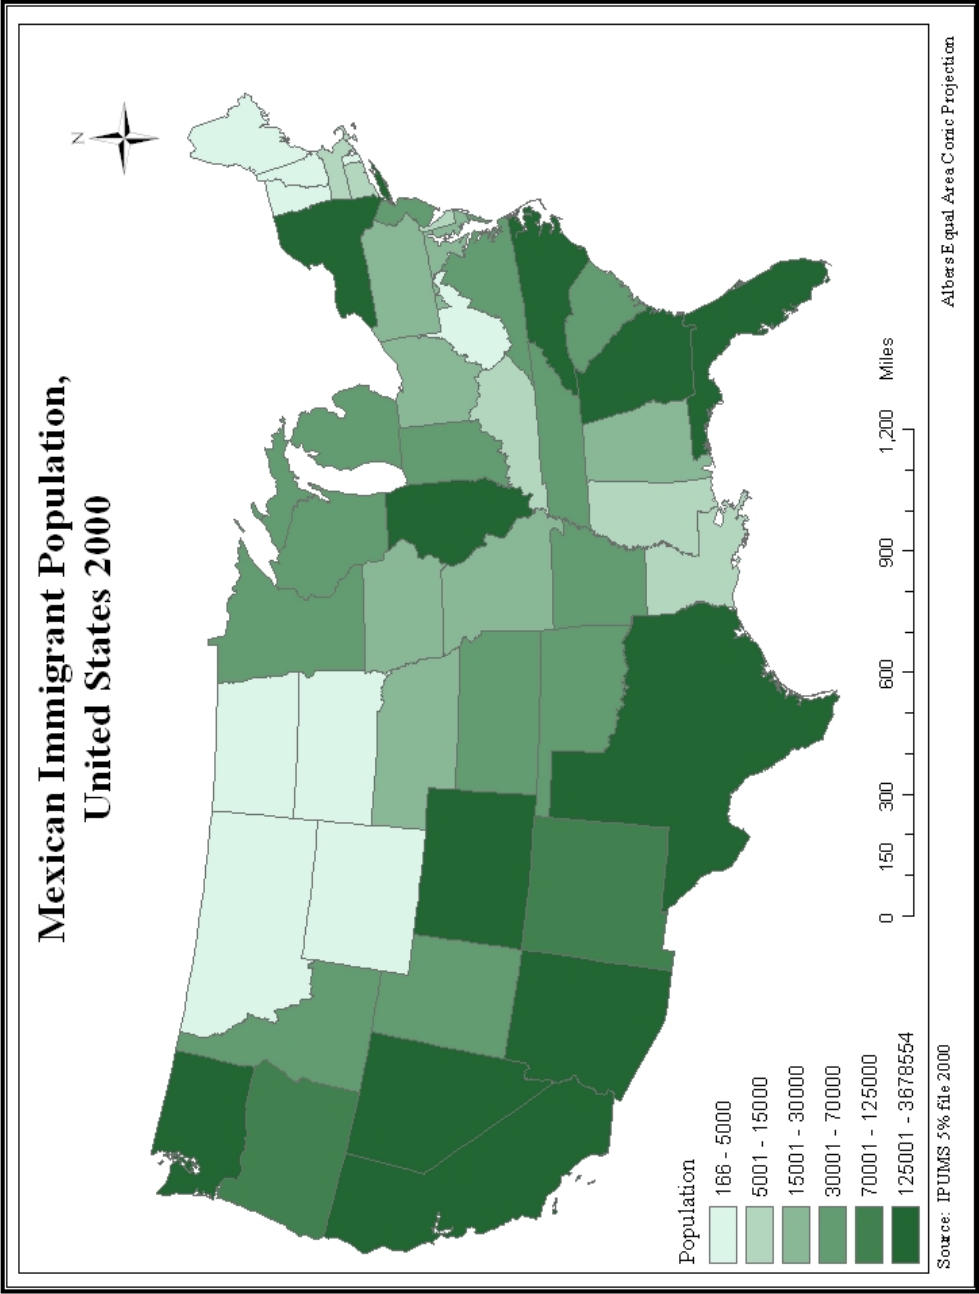 Mexican Immigrant Population,
United States 2000
N
Population
166 - 5000
5001 - 15000
15001 - 30000
30001 - 70000
70001 - 125000
125001 - 3678554
0 150 300 600 900 1,200 Miles
Source: IPUMS 5% file 2000
Albers Equal Area Conic Projection